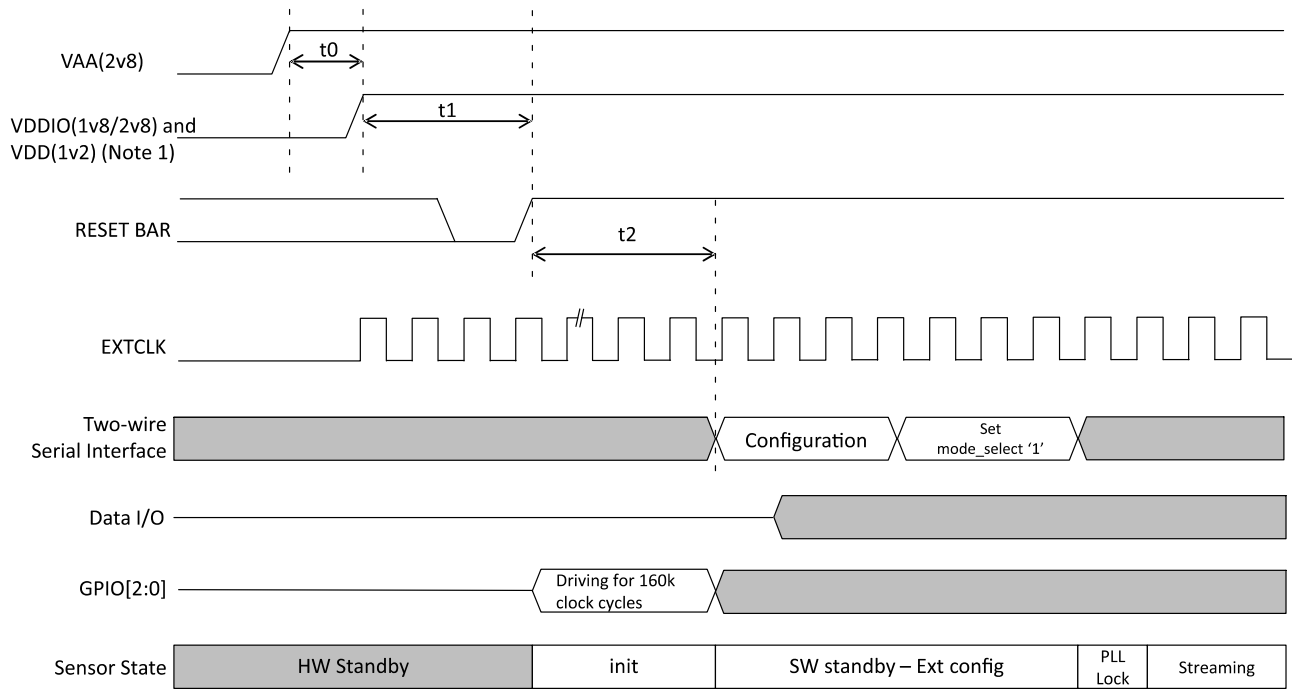 VAA(2v8)
t0
VDDIO(1v8/2v8) and
VDD(1v2) (Note 1)
t1
RESET BAR
t2
//
EXTCLK
Two-wire
Serial Interface
Configuration
Set
mode_select ‘1’
Data I/O
GPIO[2:0]
Driving for 160k
clock cycles
Sensor State
HW Standby
init
SW standby – Ext config
PLL
Lock
Streaming